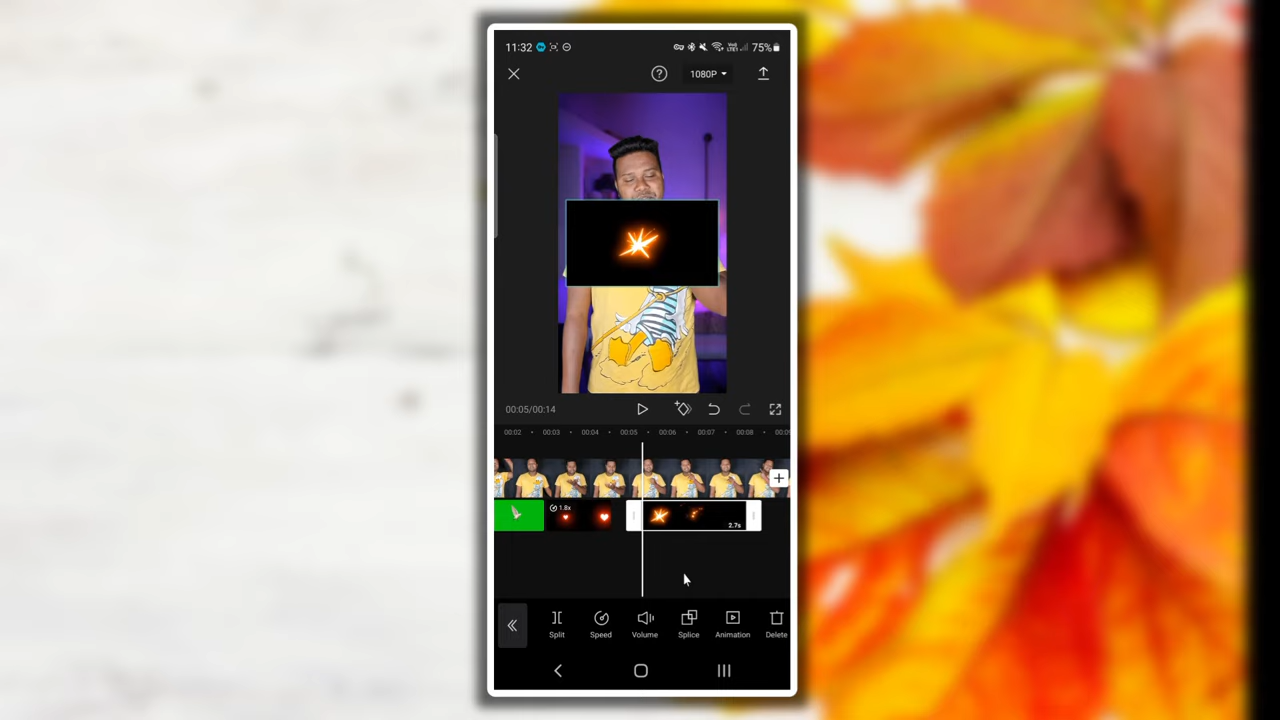 11:32 75%
1080P
00:05/00:14
00:02 00:03 00:04 00:05 00:06 00:07 00:08
1.8x
2.7s
Split Speed Volume Splice Animation Delete